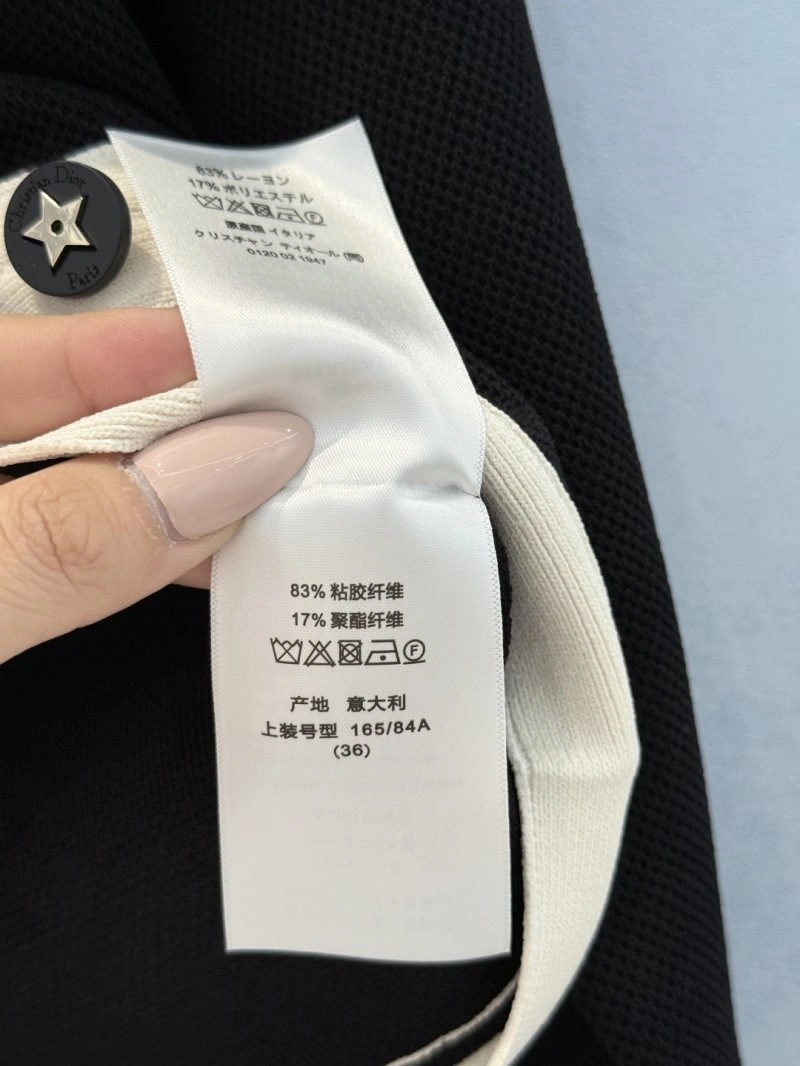 Christian Dior
Paris
83% レーヨン
17% ポリエステル
原産国 イタリア
クリスチャン ディオール ㈱
0120 02 1947
83% 粘胶纤维
17% 聚酯纤维
F
产地 意大利
上装号型 165/84A
(36)